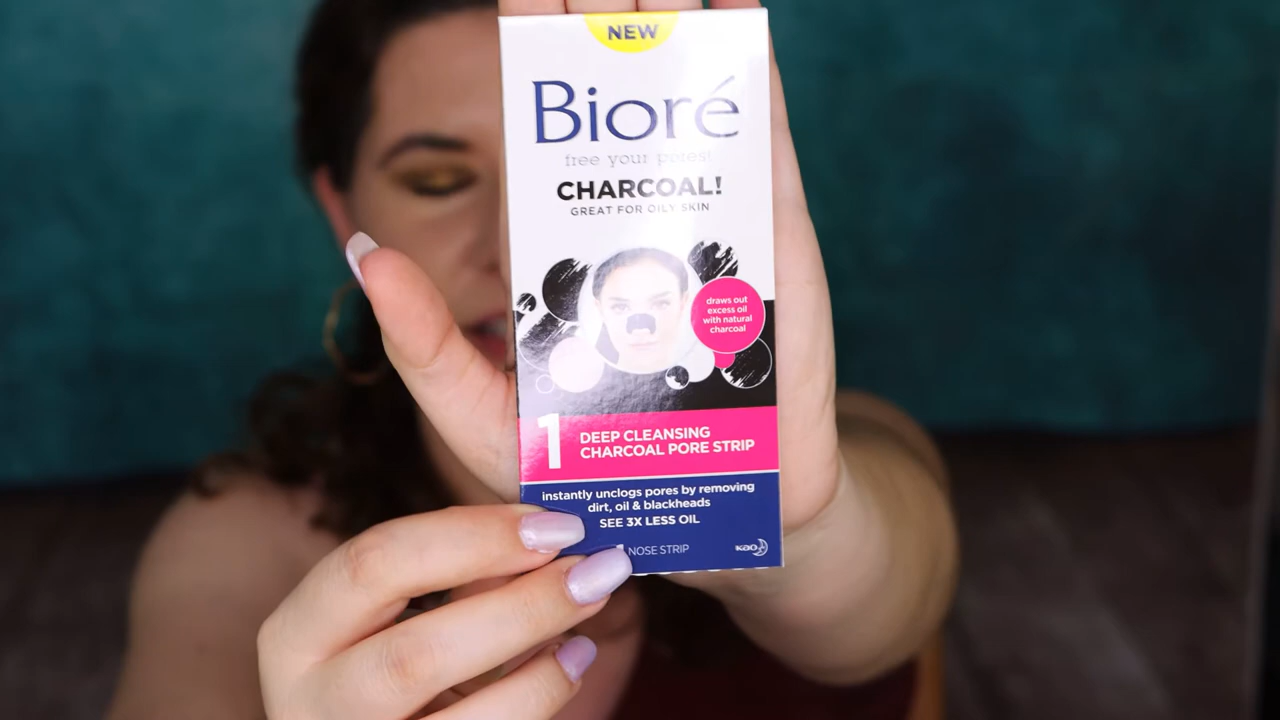 NEW
Bioré
free your pores!
CHARCOAL!
GREAT FOR OILY SKIN
draws out
excess oil
with natural
charcoal
1 DEEP CLEANSING
CHARCOAL PORE STRIP
instantly unclogs pores by removing
dirt, oil & blackheads
SEE 3X LESS OIL
NOSE STRIP
Kao